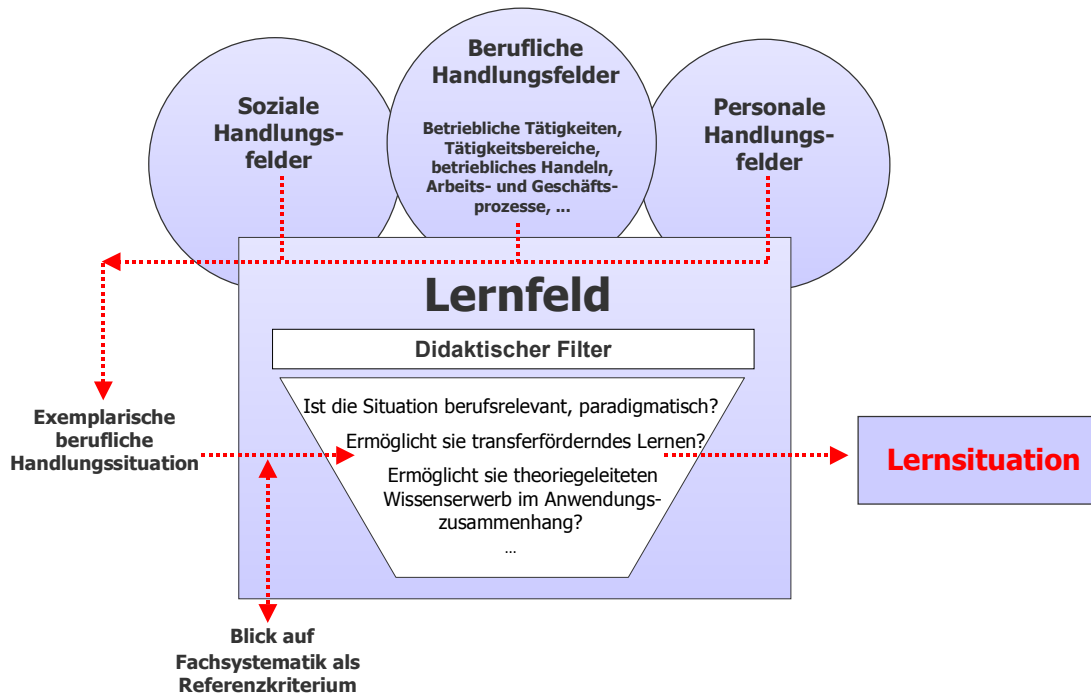 Soziale
Handlungs-
felder
Berufliche
Handlungsfelder
Betriebliche Tätigkeiten,
Tätigkeitsbereiche,
betriebliches Handeln,
Arbeits- und Geschäfts-
prozesse, ...
Personale
Handlungs-
felder
Lernfeld
Didaktischer Filter
Ist die Situation berufsrelevant, paradigmatisch?
Ermöglicht sie transferförderndes Lernen?
Ermöglicht sie theoriegeleiteten
Wissenserwerb im Anwendungs-
zusammenhang?
...
Exemplarische
berufliche
Handlungssituation
Lernsituation
Blick auf
Fachsystematik als
Referenzkriterium